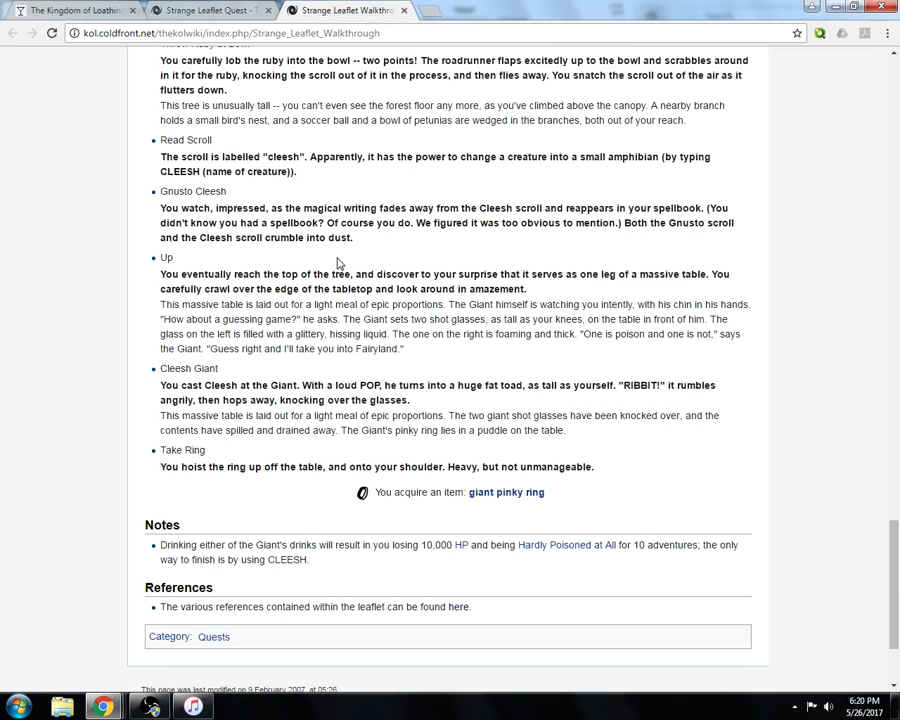 The Kingdom of Loathin
Strange Leaflet Quest - T
Strange Leaflet Walkthro
kol.coldfront.net/thekolwiki/index.php/Strange_Leaflet_Walkthrough
You carefully lob the ruby into the bowl -- two points! The roadrunner flaps excitedly up to the bowl and scrabbles around
in it for the ruby, knocking the scroll out of it in the process, and then flies away. You snatch the scroll out of the air as it
flutters down.
This tree is unusually tall -- you can't even see the forest floor any more, as you've climbed above the canopy. A nearby branch
holds a small bird's nest, and a soccer ball and a bowl of petunias are wedged in the branches, both out of your reach.
Read Scroll
The scroll is labelled "cleesh". Apparently, it has the power to change a creature into a small amphibian (by typing
CLEESH (name of creature)).
Gnusto Cleesh
You watch, impressed, as the magical writing fades away from the Cleesh scroll and reappears in your spellbook. (You
didn't know you had a spellbook? Of course you do. We figured it was too obvious to mention.) Both the Gnusto scroll
and the Cleesh scroll crumble into dust.
Up
You eventually reach the top of the tree, and discover to your surprise that it serves as one leg of a massive table. You
carefully crawl over the edge of the tabletop and look around in amazement.
This massive table is laid out for a light meal of epic proportions. The Giant himself is watching you intently, with his chin in his hands.
"How about a guessing game?" he asks. The Giant sets two shot glasses, as tall as your knees, on the table in front of him. The
glass on the left is filled with a glittery, hissing liquid. The one on the right is foaming and thick. "One is poison and one is not," says
the Giant. "Guess right and I'll take you into Fairyland."
Cleesh Giant
You cast Cleesh at the Giant. With a loud POP, he turns into a huge fat toad, as tall as yourself. "RIBBIT!" it rumbles
angrily, then hops away, knocking over the glasses.
This massive table is laid out for a light meal of epic proportions. The two giant shot glasses have been knocked over, and the
contents have spilled and drained away. The Giant's pinky ring lies in a puddle on the table.
Take Ring
You hoist the ring up off the table, and onto your shoulder. Heavy, but not unmanageable.
You acquire an item: giant pinky ring
Notes
Drinking either of the Giant's drinks will result in you losing 10,000 HP and being Hardly Poisoned at All for 10 adventures; the only
way to finish is by using CLEESH.
References
The various references contained within the leaflet can be found here.
Category: Quests
This page was last modified on 9 February 2007, at 05:26.
6:20 PM
5/26/2017